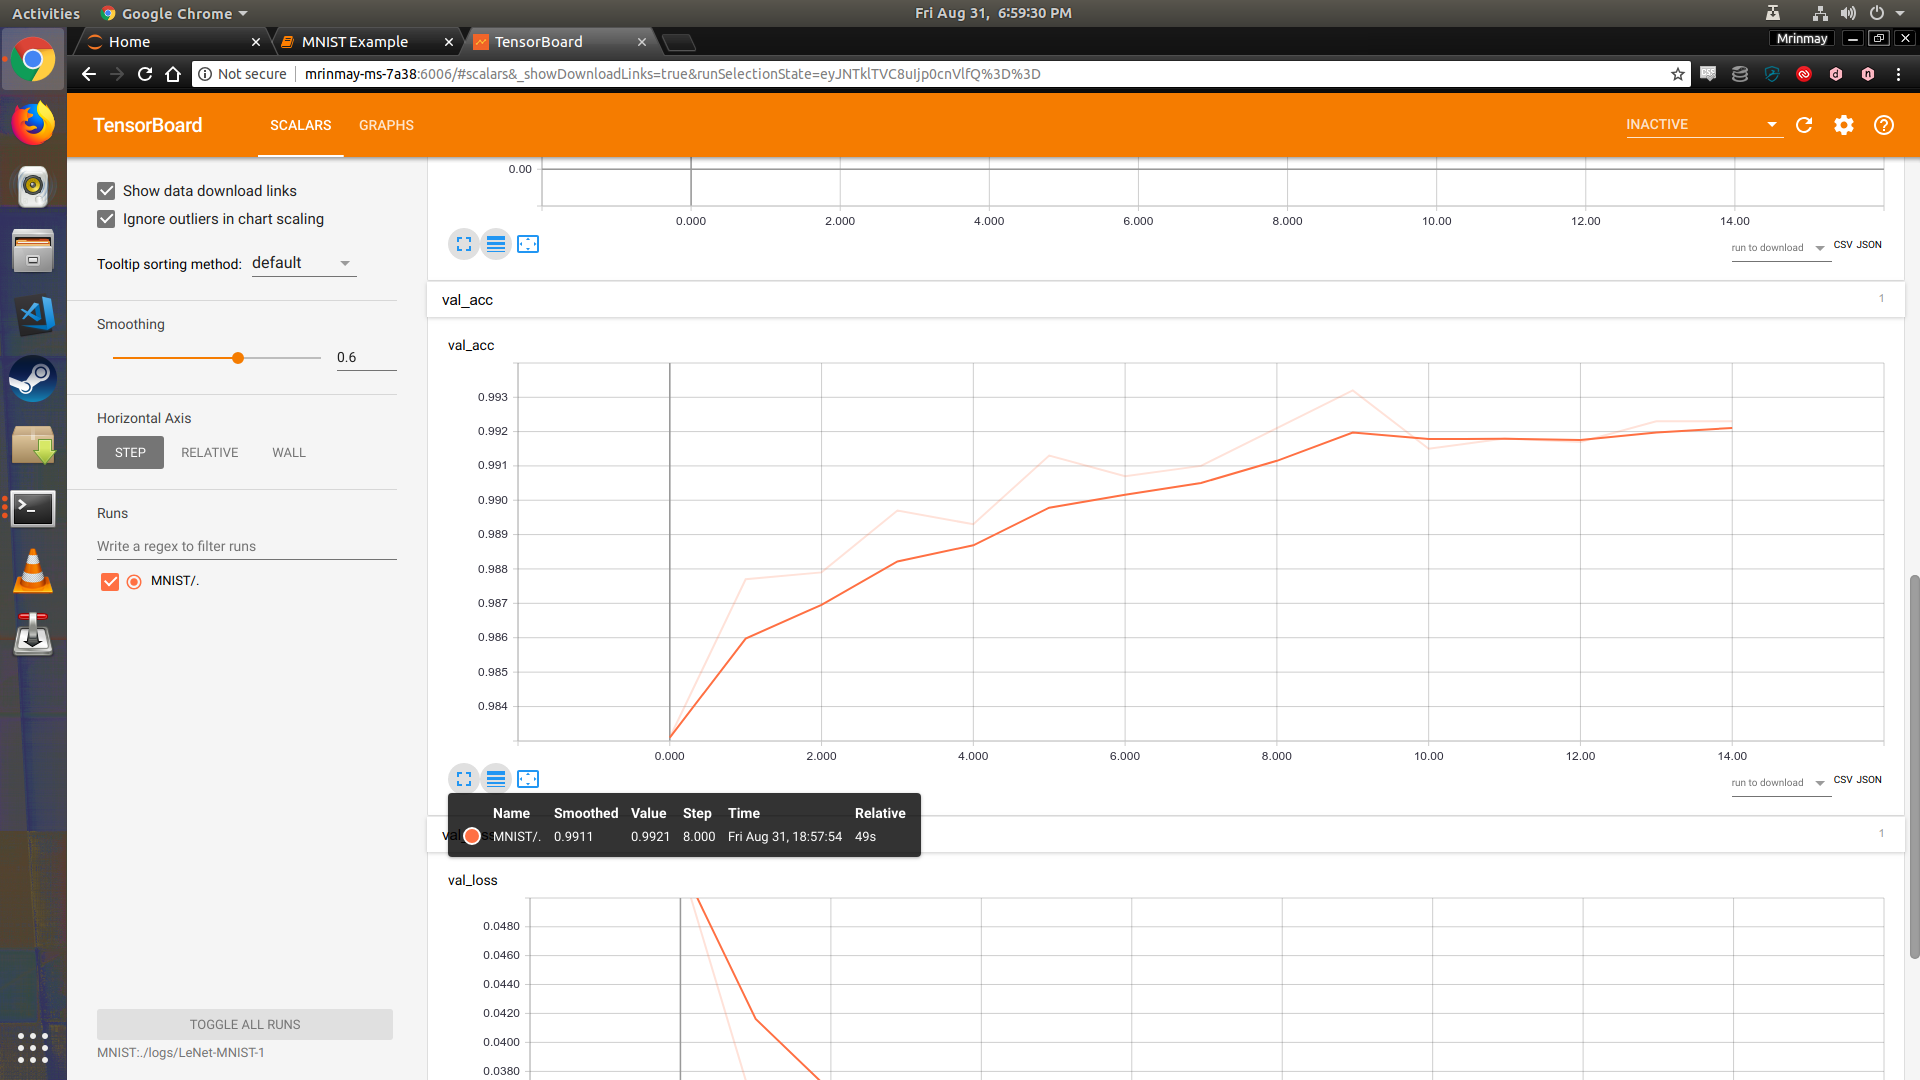 Activities Google Chrome Fri Aug 31, 6:59:30 PM
Home MNIST Example TensorBoard Mrinmay
Not secure mrinmay-ms-7a38:6006/#scalars&_showDownloadLinks=true&runSelectionState=eyJNTklTVC8uIjp0cnVlfQ%3D%3D
TensorBoard SCALARS GRAPHS INACTIVE
Show data download links
Ignore outliers in chart scaling
Tooltip sorting method: default
Smoothing
0.6
Horizontal Axis
STEP RELATIVE WALL
Runs
Write a regex to filter runs
MNIST/.
TOGGLE ALL RUNS
MNIST:./logs/LeNet-MNIST-1
0.00
0.000 2.000 4.000 6.000 8.000 10.00 12.00 14.00
run to download CSV JSON
val_acc 1
val_acc
0.993
0.992
0.991
0.990
0.989
0.988
0.987
0.986
0.985
0.984
0.000 2.000 4.000 6.000 8.000 10.00 12.00 14.00
run to download CSV JSON
Name Smoothed Value Step Time Relative
MNIST/. 0.9911 0.9921 8.000 Fri Aug 31, 18:57:54 49s
1
val_loss
0.0480
0.0460
0.0440
0.0420
0.0400
0.0380